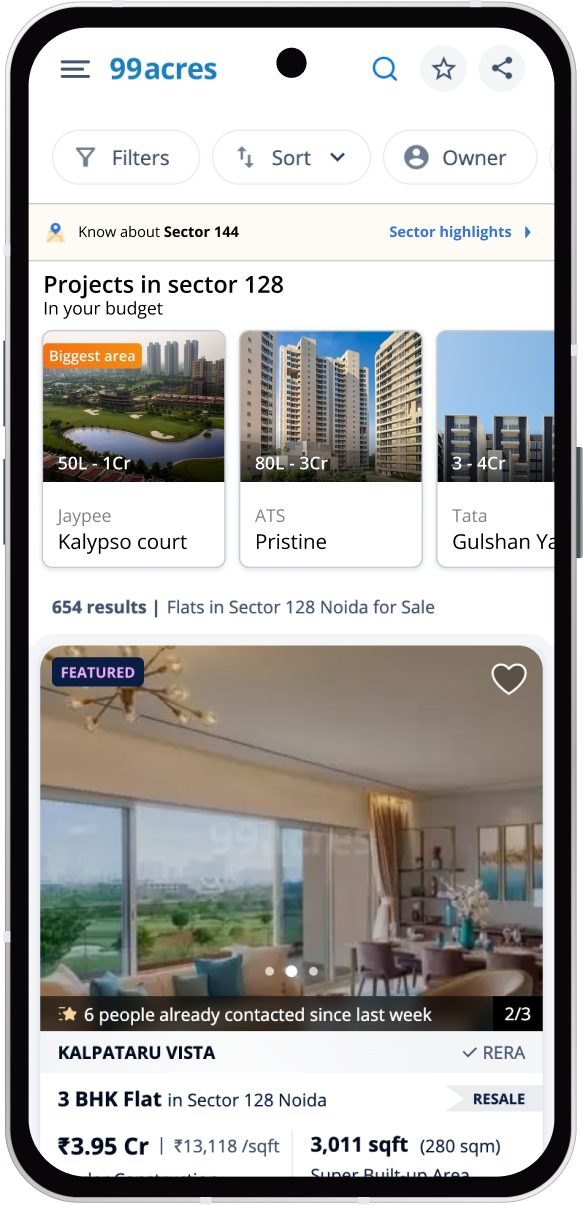 99acres
Filters Sort Owner
Know about Sector 144 Sector highlights
Projects in sector 128
In your budget
Biggest area
50L - 1Cr 80L - 3Cr 3 - 4Cr
Jaypee ATS Tata
Kalypso court Pristine Gulshan Ya
654 results | Flats in Sector 128 Noida for Sale
FEATURED
99acres
6 people already contacted since last week 2/3
KALPATARU VISTA RERA
3 BHK Flat in Sector 128 Noida RESALE
₹3.95 Cr | ₹13,118 /sqft 3,011 sqft (280 sqm)
Super Built-up Area